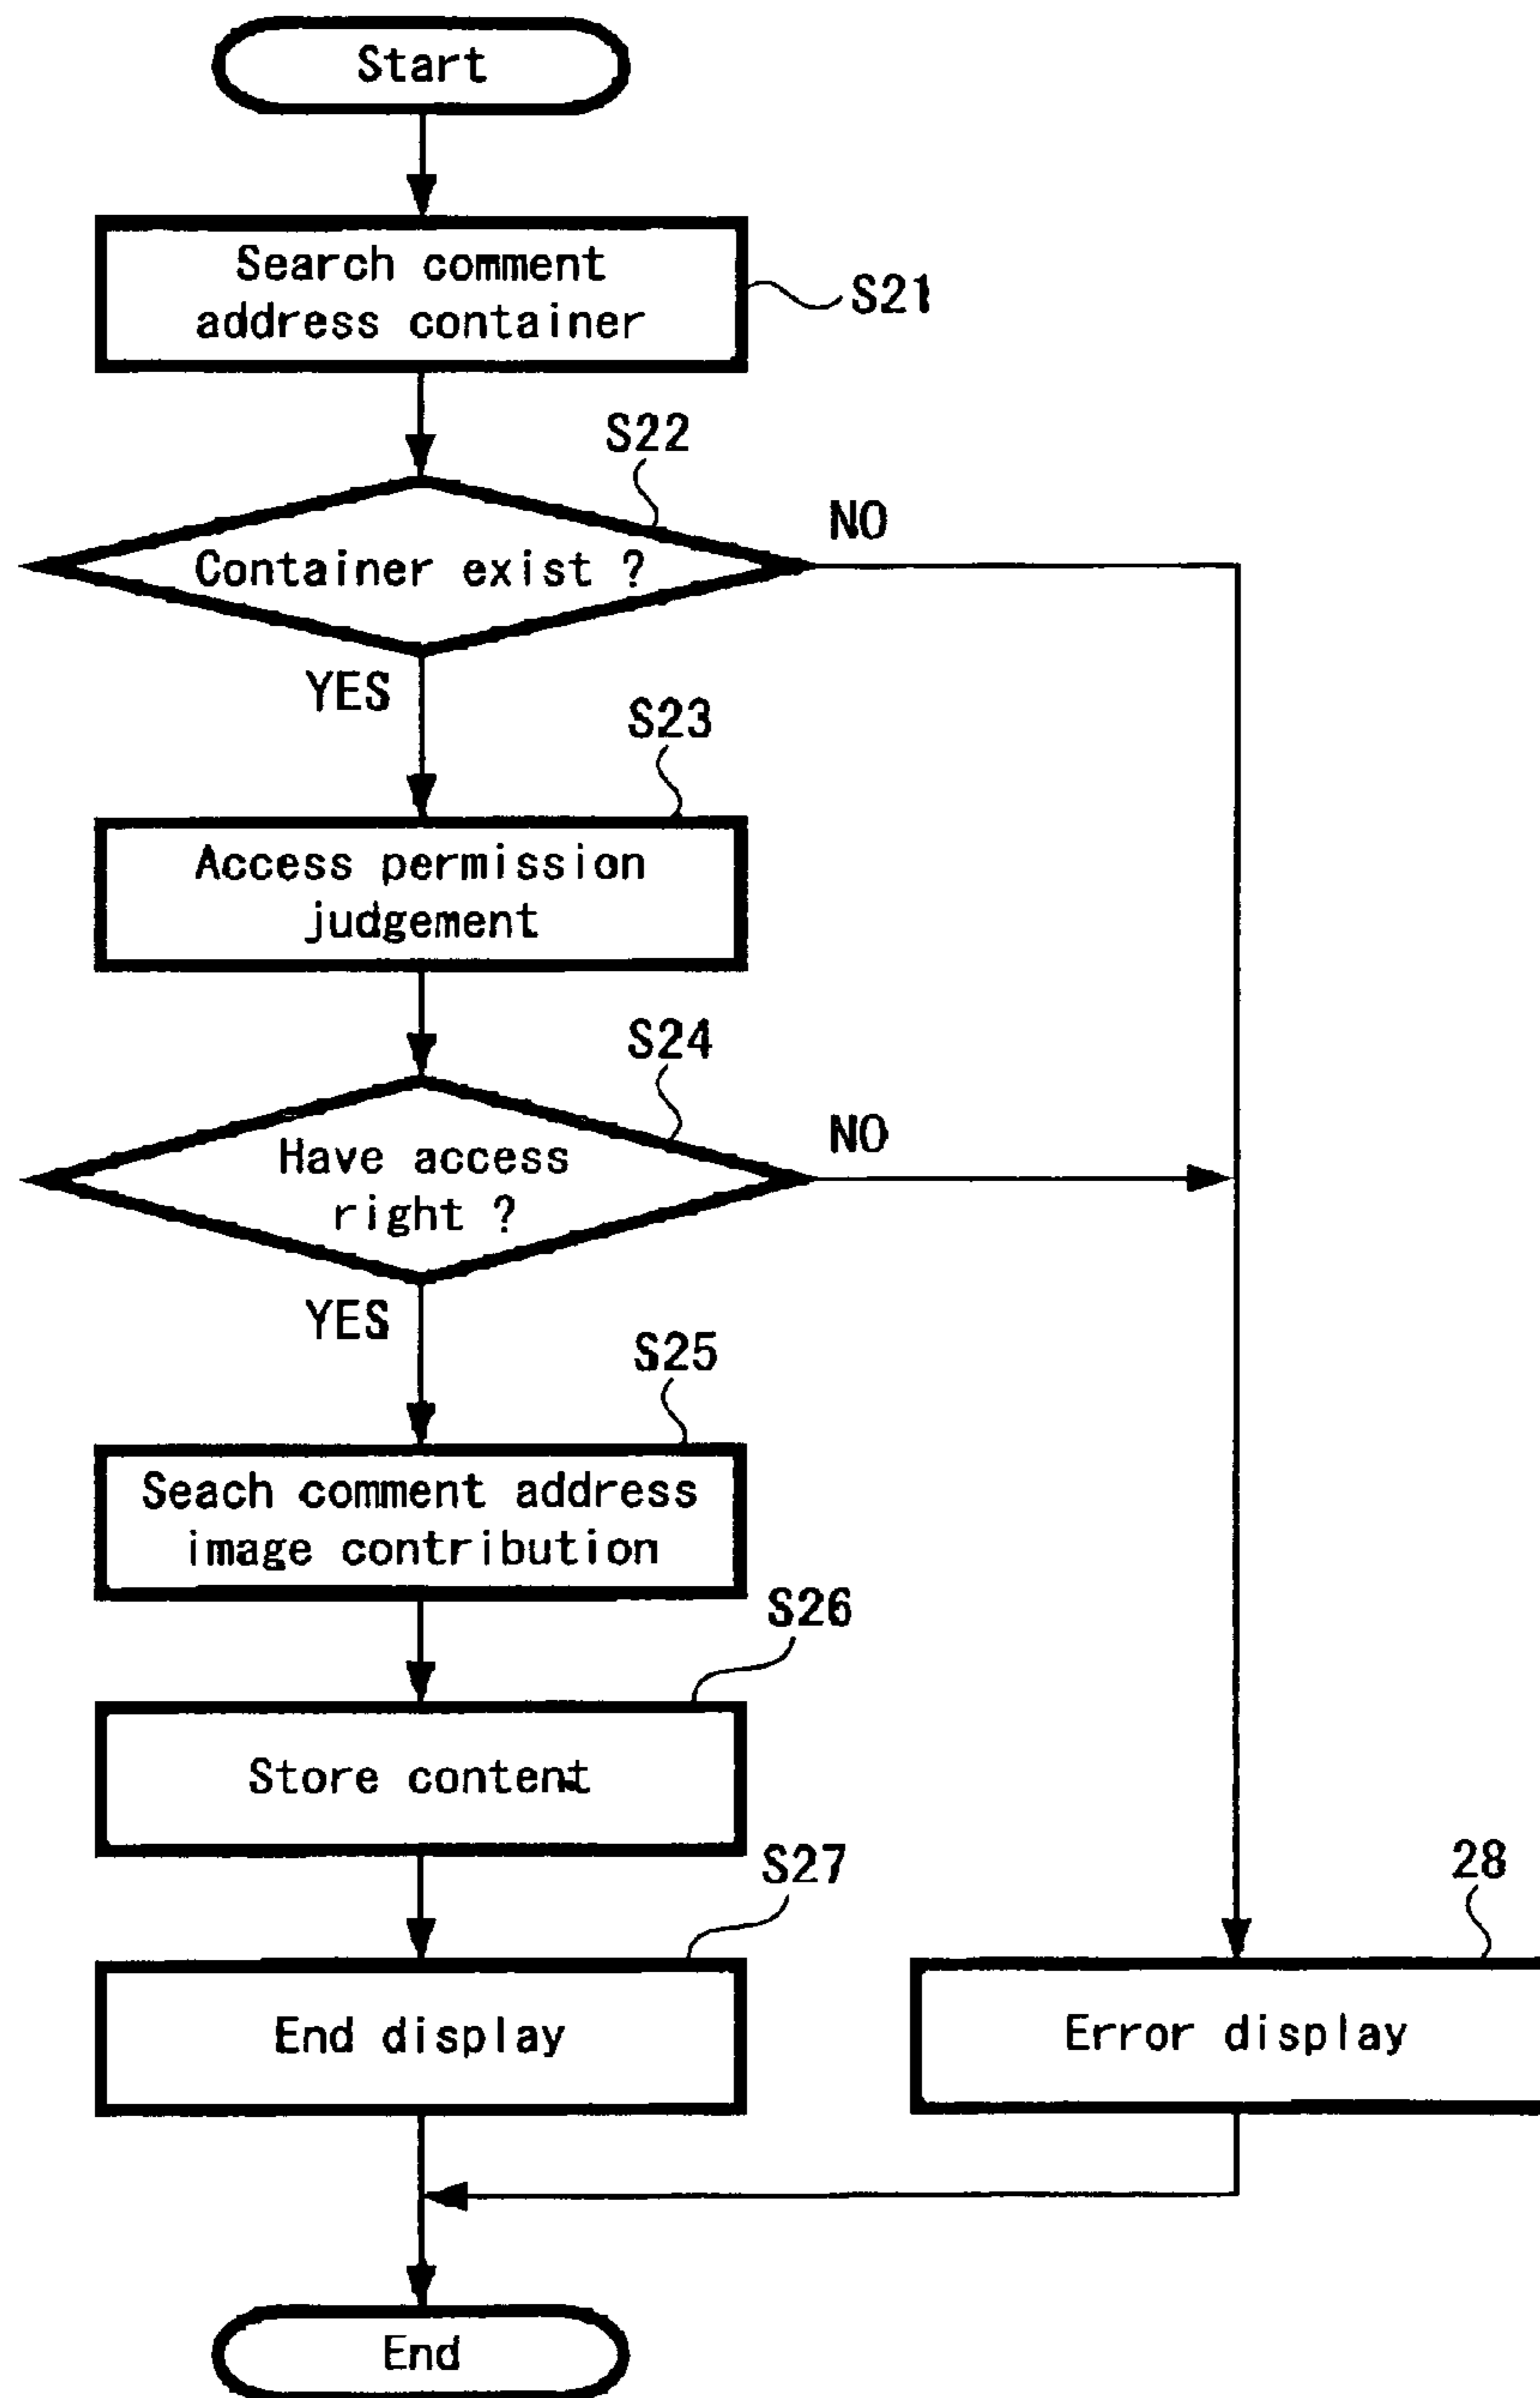 Start
Search comment
address container
S21
S22
Container exist ?
NO
YES
S23
Access permission
judgement
S24
Have access
right ?
NO
YES
S25
Seach comment address
image contribution
S26
Store content
S27
End display
28
Error display
End